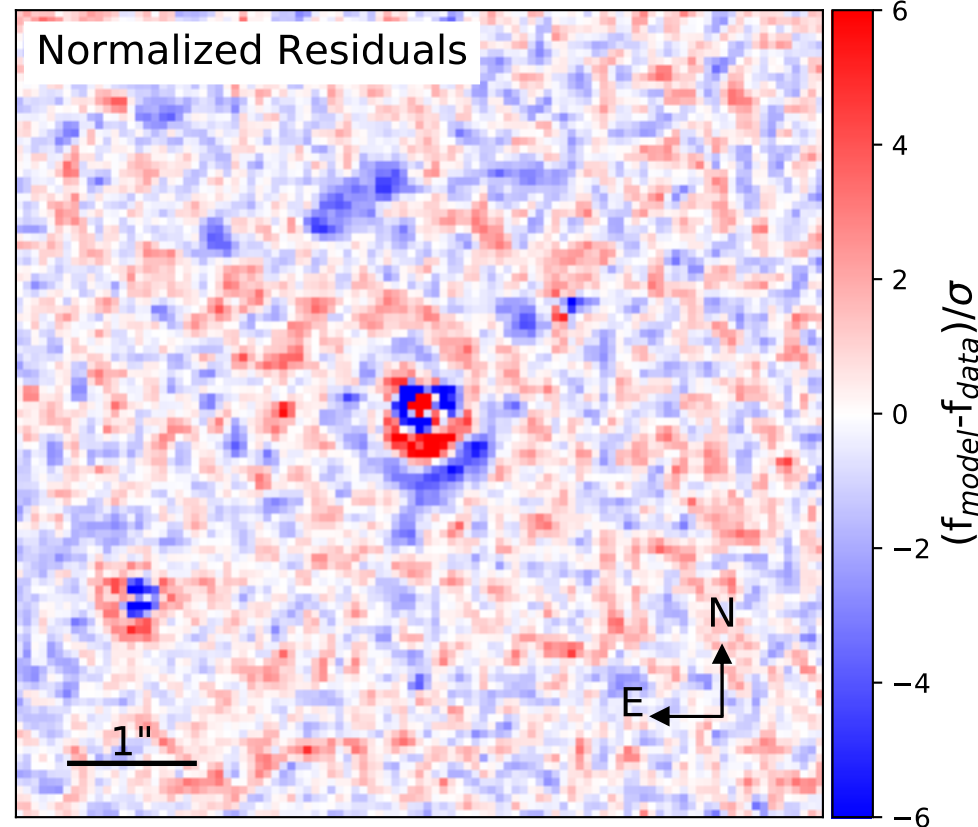 Normalized Residuals
6
4
2
0
−2
−4
−6
(f_model-f_data)/σ
N
E
1"